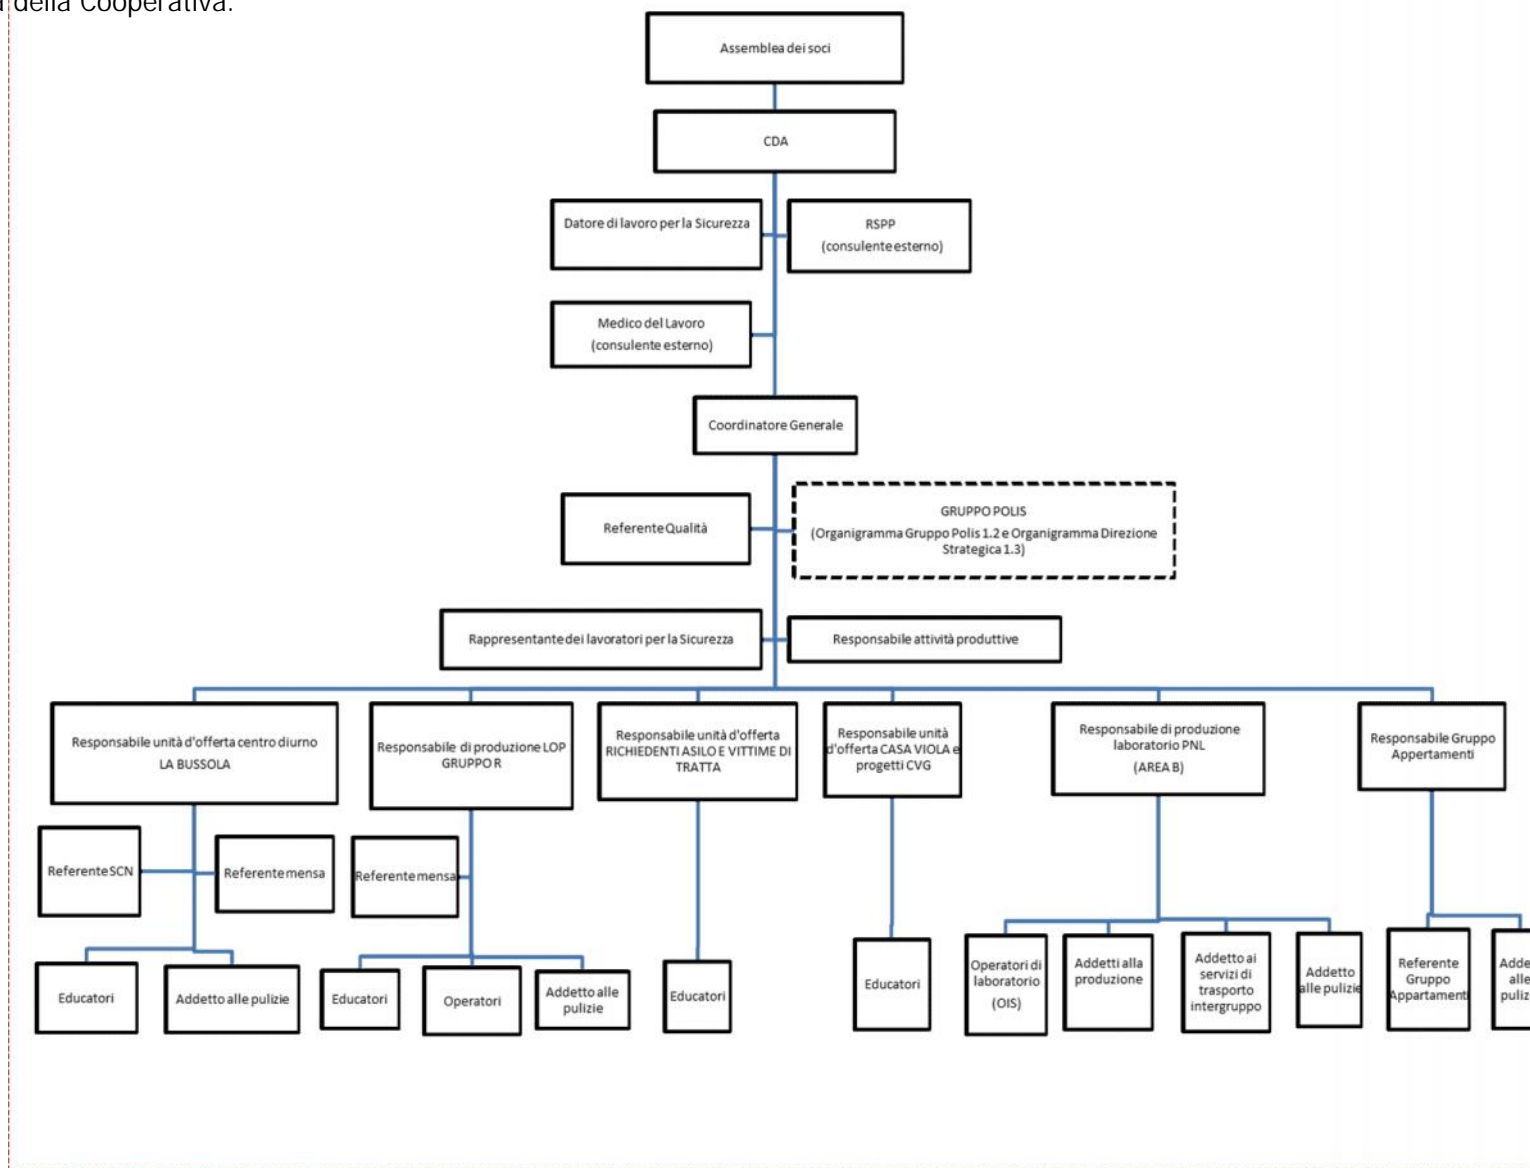 della Cooperativa.
Assemblea dei soci
CDA
Datore di lavoro per la Sicurezza
RSPP
(consulente esterno)
Medico del Lavoro
(consulente esterno)
Coordinatore Generale
Referente Qualità
GRUPPO POLIS
(Organigramma Gruppo Polis 1.2 e Organigramma Direzione
Strategica 1.3)
Rappresentante dei lavoratori per la Sicurezza
Responsabile attività produttive
Responsabile unità d'offerta centro diurno
LA BUSSOLA
Responsabile di produzione LOP
GRUPPO R
Responsabile unità d'offerta
RICHIEDENTI ASILO E VITTIME DI
TRATTA
Responsabile unità
d'offerta CASA VIOLA e
progetti CVG
Responsabile di produzione
laboratorio PNL
(AREA B)
Responsabile Gruppo
Appertamenti
Referente SCN
Referente mensa
Referente mensa
Educatori
Addetto alle pulizie
Educatori
Operatori
Addetto alle
pulizie
Educatori
Educatori
Operatori di
laboratorio
(OIS)
Addetti alla
produzione
Addetto ai
servizi di
trasporto
intergruppo
Addetto
alle pulizie
Referente
Gruppo
Appartamenti
alle